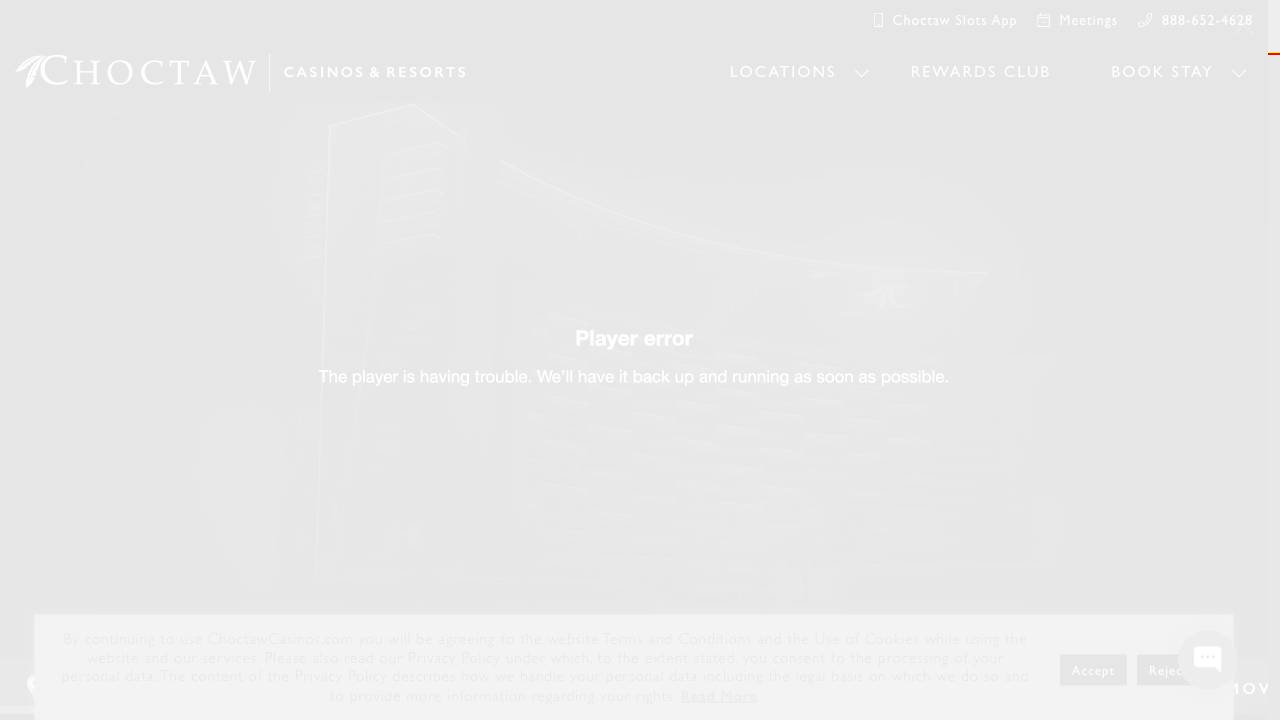 Choctaw Slots App
Meetings
888-652-4628
CHOCTAW
CASINOS & RESORTS
LOCATIONS
REWARDS CLUB
BOOK STAY
Player error
The player is having trouble. We'll have it back up and running as soon as possible.
By continuing to use ChoctawCasinos.com you will be agreeing to the website Terms and Conditions and the Use of Cookies while using the
website and our services. Please also read our Privacy Policy under which, to the extent stated, you consent to the processing of your
personal data. The content of the Privacy Policy describes how we handle your personal data including the legal basis on which we do so and
to provide more information regarding your rights. Read More.
Accept